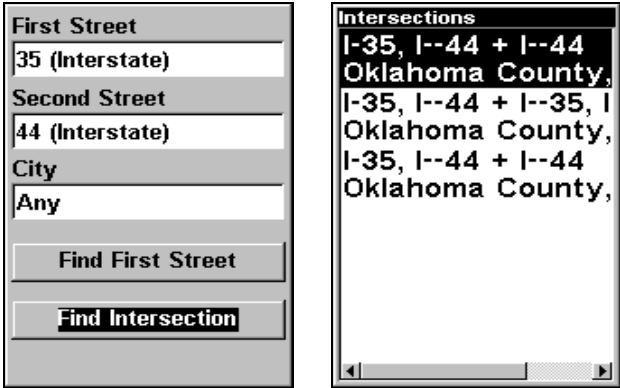 First Street
35 (Interstate)
Second Street
44 (Interstate)
City
Any
Find First Street
Find Intersection
Intersections
I-35, I--44 + I--44
Oklahoma County,
I-35, I--44 + I--35, I
Oklahoma County,
I-35, I--44 + I--44
Oklahoma County,